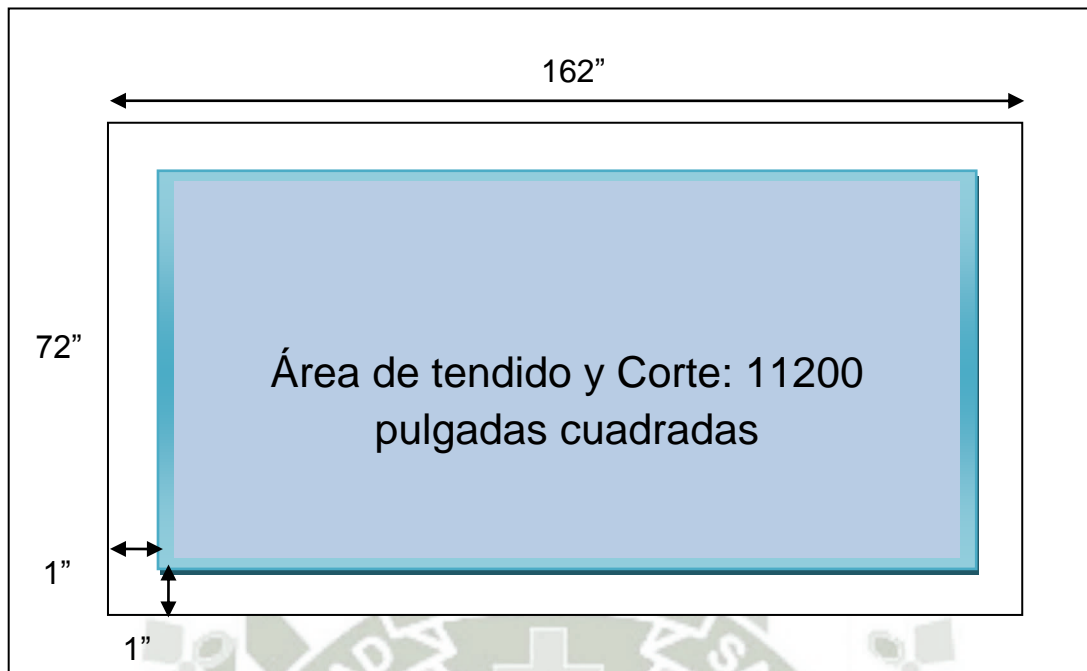 162”
72”
Área de tendido y Corte: 11200
pulgadas cuadradas
1”
1”